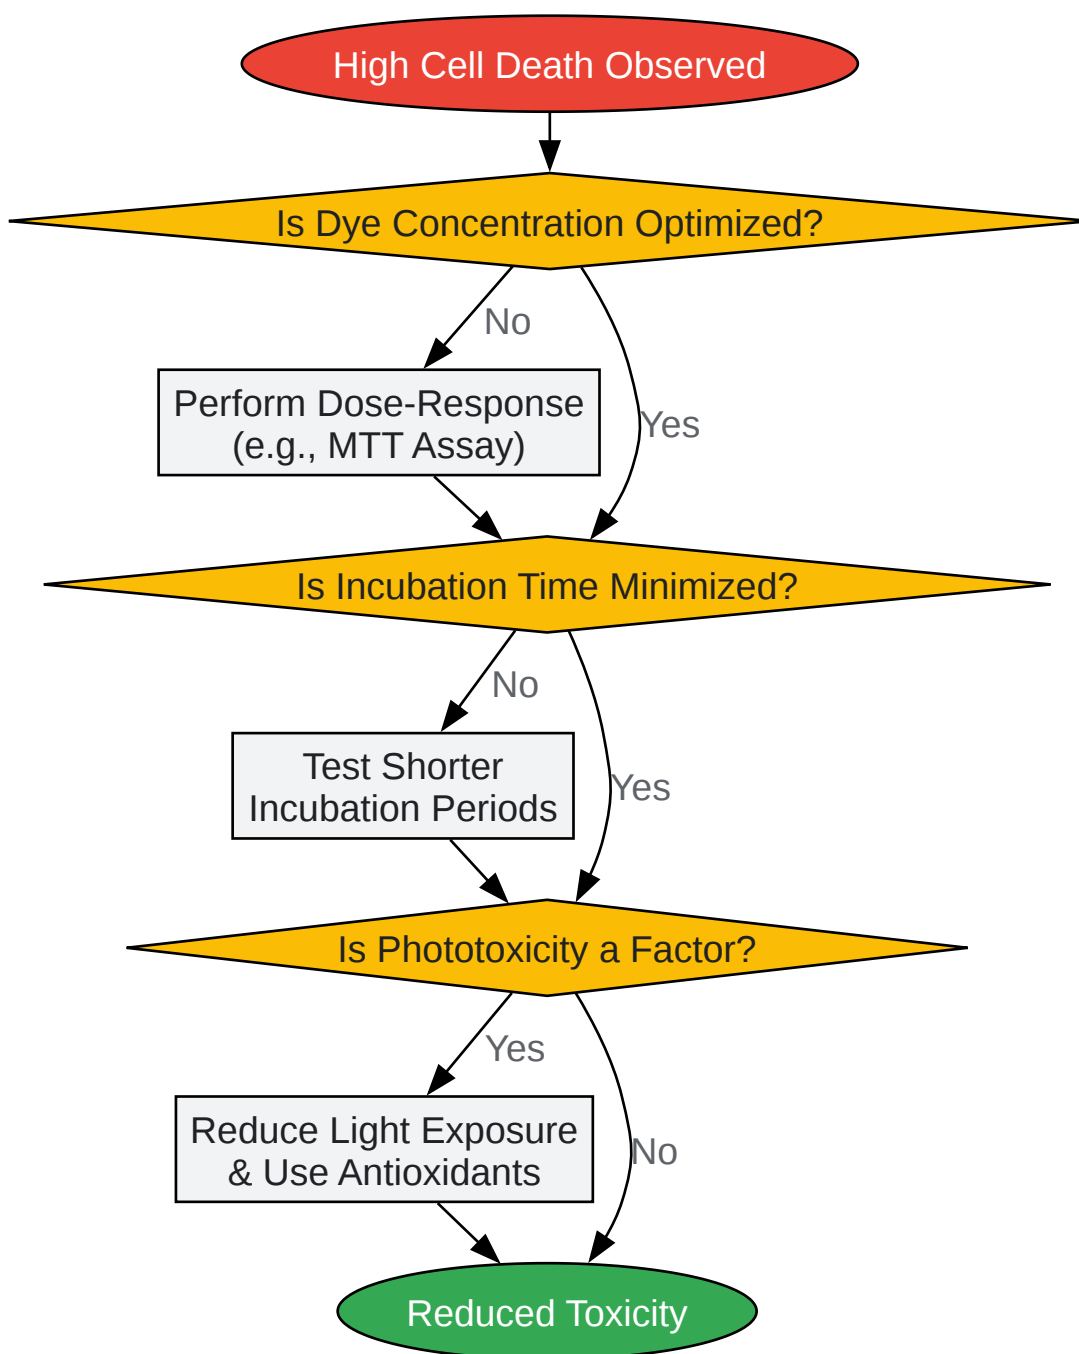 High Cell Death Observed
Is Dye Concentration Optimized?
No
Perform Dose-Response
(e.g., MTT Assay)
Yes
Is Incubation Time Minimized?
No
Test Shorter
Incubation Periods
Yes
Is Phototoxicity a Factor?
Yes
Reduce Light Exposure
& Use Antioxidants
No
Reduced Toxicity